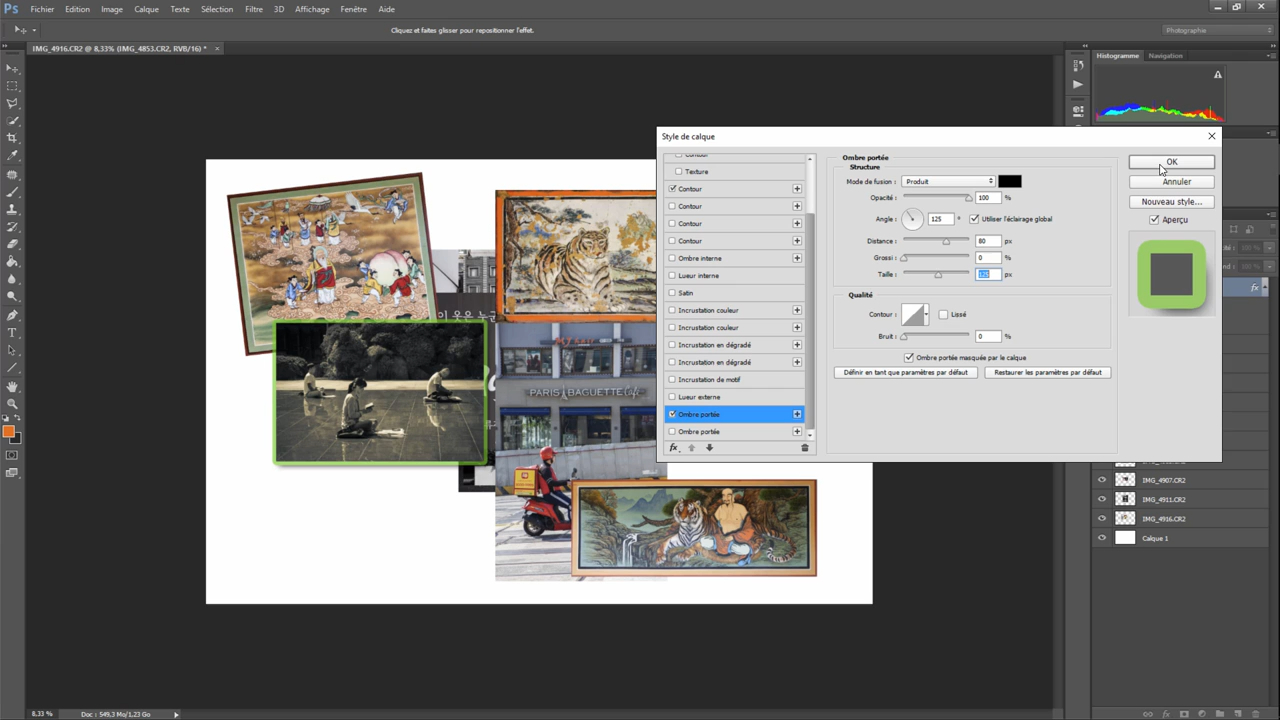 Ps Fichier Edition Image Calque Texte Sélection Filtre 3D Affichage Fenêtre Aide
Cliquez et faites glisser pour repositionner l'effet.
Photographie
IMG_4916.CR2 @ 8,33% (IMG_4853.CR2, RVB/16) * ×
Histogramme Navigation
Style de calque
Contour
Texture
Contour
Contour
Contour
Contour
Ombre interne
Lueur interne
Satin
Incrustation couleur
Incrustation couleur
Incrustation en dégradé
Incrustation en dégradé
Incrustation de motif
Lueur externe
Ombre portée
Ombre portée
fx
Ombre portée
Structure
Mode de fusion : Produit
Opacité : 100 %
Angle : 125 ° Utiliser l'éclairage global
Distance : 80 px
Grossi : 0 %
Taille : 125 px
Qualité
Contour : Lissé
Bruit : 0 %
Ombre portée masquée par le calque
Définir en tant que paramètres par défaut Restaurer les paramètres par défaut
OK
Annuler
Nouveau style...
Aperçu
fx
PARIS BAGUETTE
IMG_4907.CR2
IMG_4911.CR2
IMG_4916.CR2
Calque 1
8,33 % Doc : 549,3 Mo/1,23 Go